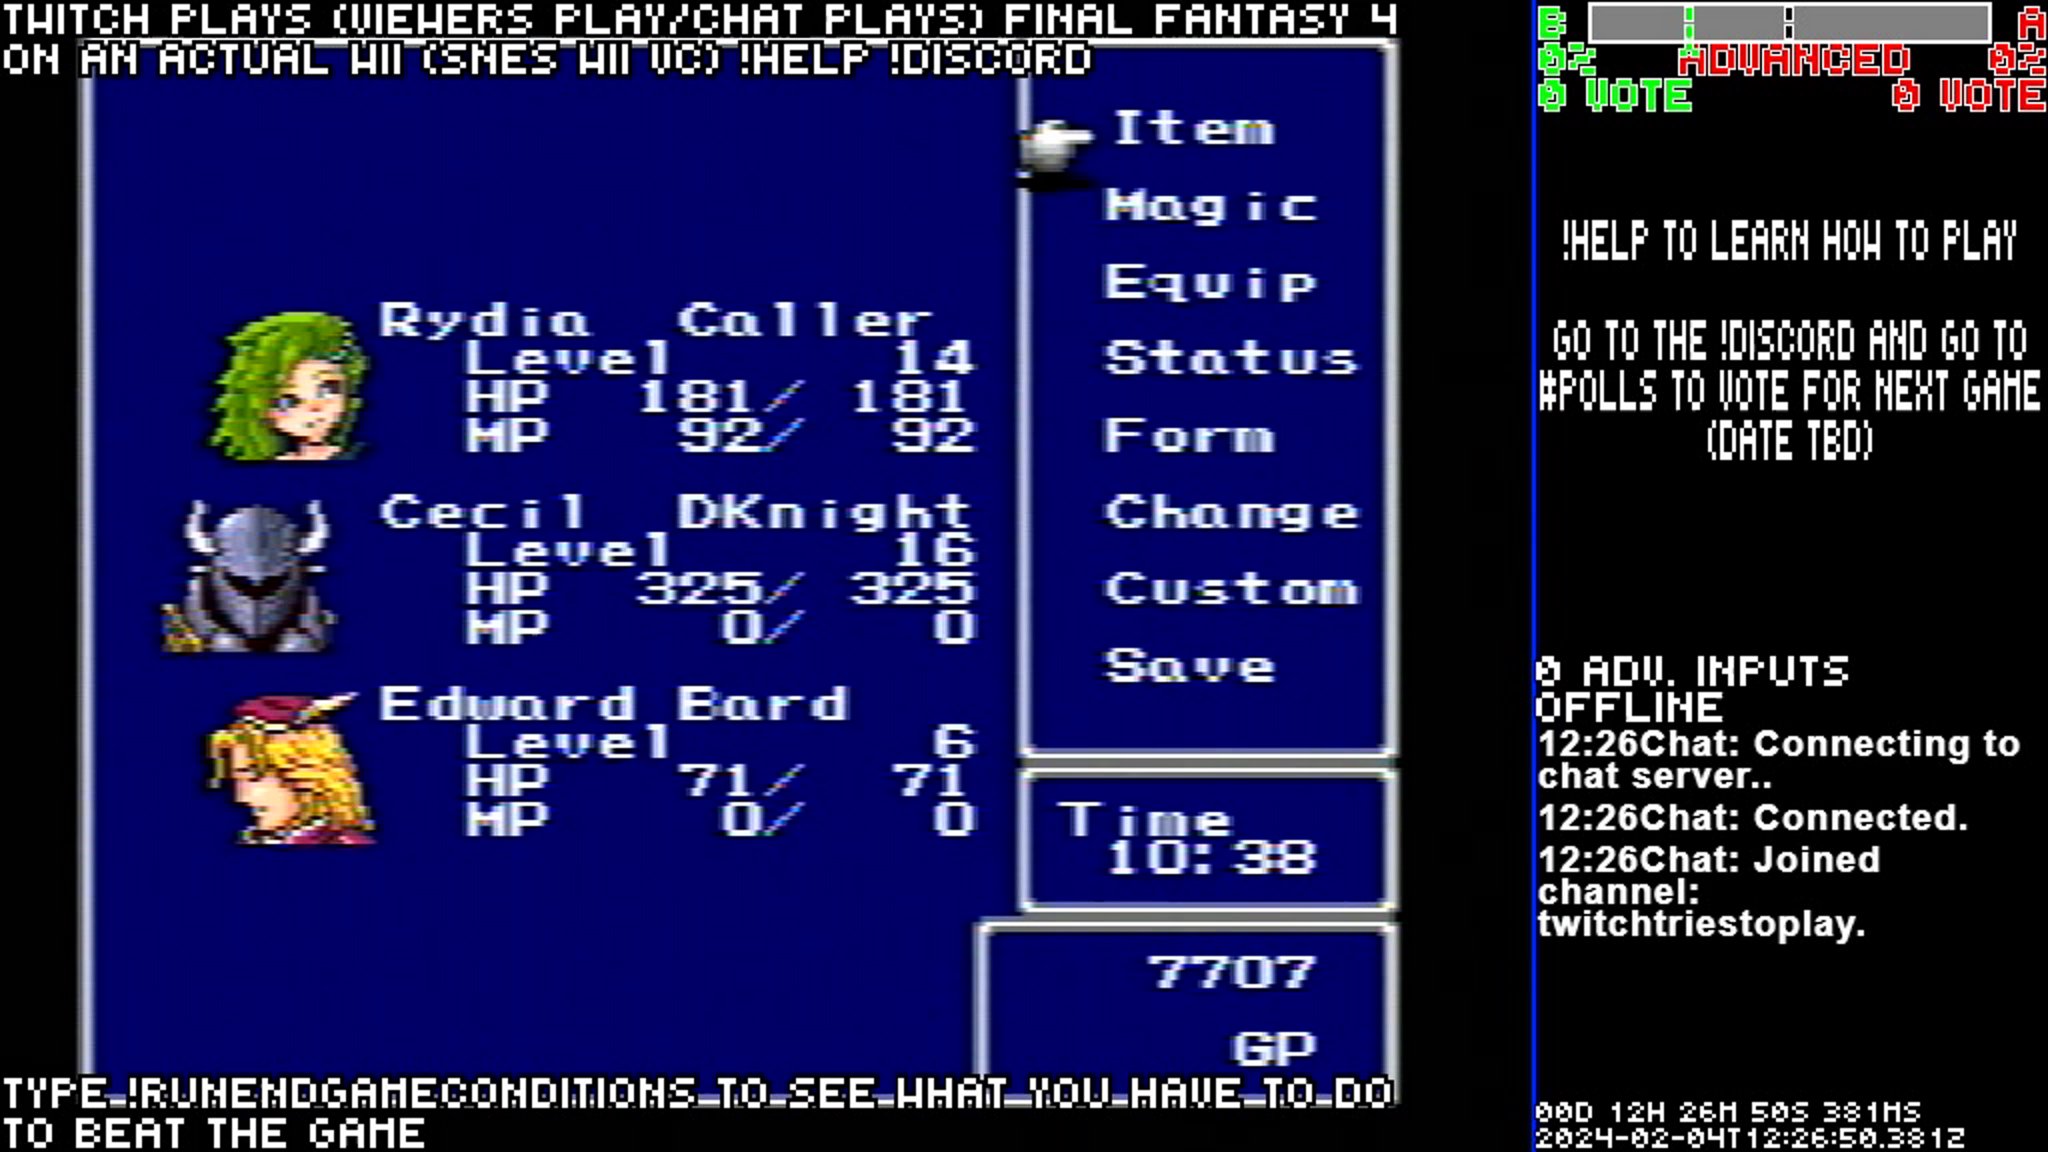 TWITCH PLAYS (VIEWERS PLAY/CHAT PLAYS) FINAL FANTASY 4
ON AN ACTUAL WII (SNES WII VC) !HELP !DISCORD
Item
Magic
Equip
Status
Form
Change
Custom
Save
Rydia Caller
Level 14
HP 181/ 181
MP 92/ 92
Cecil DKnight
Level 16
HP 325/ 325
MP 0/ 0
Edward Bard
Level 6
HP 71/ 71
MP 0/ 0
Time
10:38
7707
GP
TYPE !RUNENDGAMECONDITIONS TO SEE WHAT YOU HAVE TO DO
TO BEAT THE GAME
B A
0% ADVANCED 0%
0 VOTE 0 VOTE
!HELP TO LEARN HOW TO PLAY
GO TO THE !DISCORD AND GO TO
#POLLS TO VOTE FOR NEXT GAME
(DATE TBD)
0 ADV. INPUTS
OFFLINE
12:26Chat: Connecting to
chat server..
12:26Chat: Connected.
12:26Chat: Joined
channel:
twitchtriestoplay.
00D 12H 26M 50S 381MS
2024-02-04T12:26:50.381Z